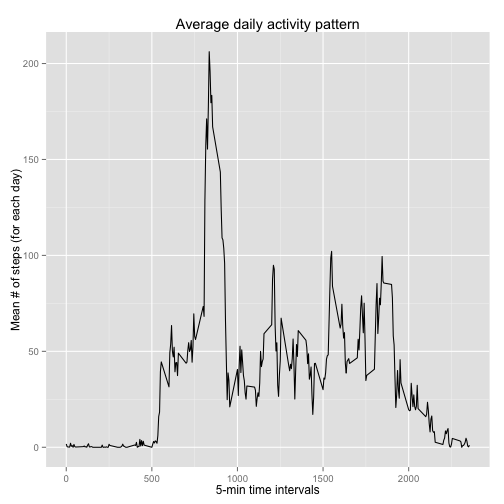 Average daily activity pattern
Mean # of steps (for each day)
200
150
100
50
0
0 500 1000 1500 2000
5-min time intervals